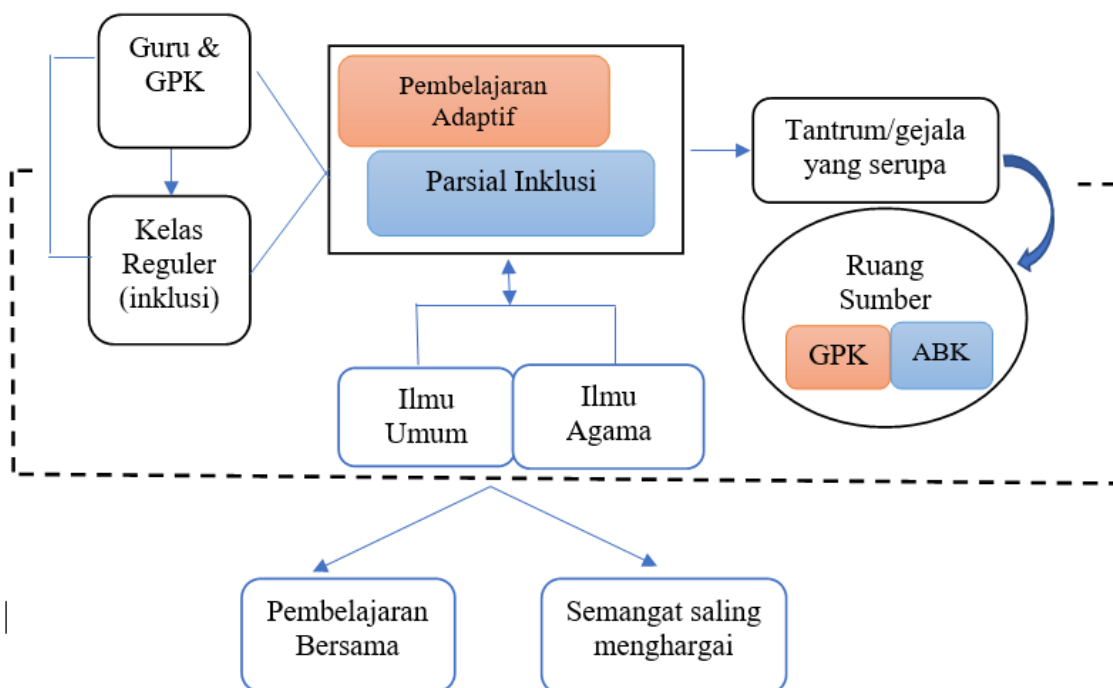 Guru &
GPK
Kelas
Reguler
(inklusi)
Pembelajaran
Adaptif
Parsial Inklusi
Tantrum/gejala
yang serupa
Ruang
Sumber
GPK
ABK
Ilmu
Umum
Ilmu
Agama
Pembelajaran
Bersama
Semangat saling
menghargai